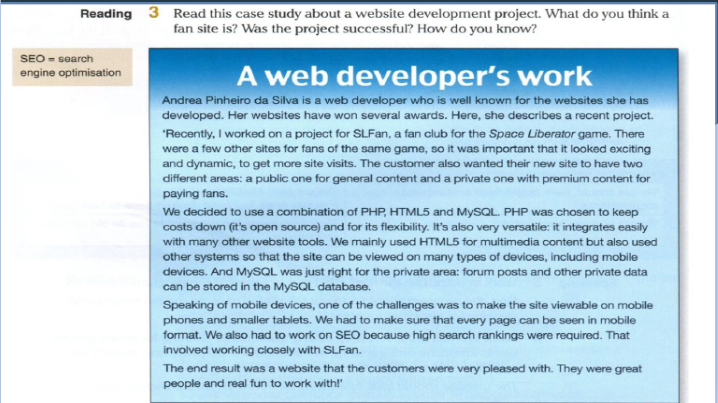 Reading 3 Read this case study about a website development project. What do you think a
fan site is? Was the project successful? How do you know?
SEO = search
engine optimisation
A web developer's work
Andrea Pinheiro da Silva is a web developer who is well known for the websites she has
developed. Her websites have won several awards. Here, she describes a recent project.
'Recently, I worked on a project for SLFan, a fan club for the Space Liberator game. There
were a few other sites for fans of the same game, so it was important that it looked exciting
and dynamic, to get more site visits. The customer also wanted their new site to have two
different areas: a public one for general content and a private one with premium content for
paying fans.
We decided to use a combination of PHP, HTML5 and MySQL. PHP was chosen to keep
costs down (it's open source) and for its flexibility. It's also very versatile: it integrates easily
with many other website tools. We mainly used HTML5 for multimedia content but also used
other systems so that the site can be viewed on many types of devices, including mobile
devices. And MySQL was just right for the private area: forum posts and other private data
can be stored in the MySQL database.
Speaking of mobile devices, one of the challenges was to make the site viewable on mobile
phones and smaller tablets. We had to make sure that every page can be seen in mobile
format. We also had to work on SEO because high search rankings were required. That
involved working closely with SLFan.
The end result was a website that the customers were very pleased with. They were great
people and real fun to work with!'